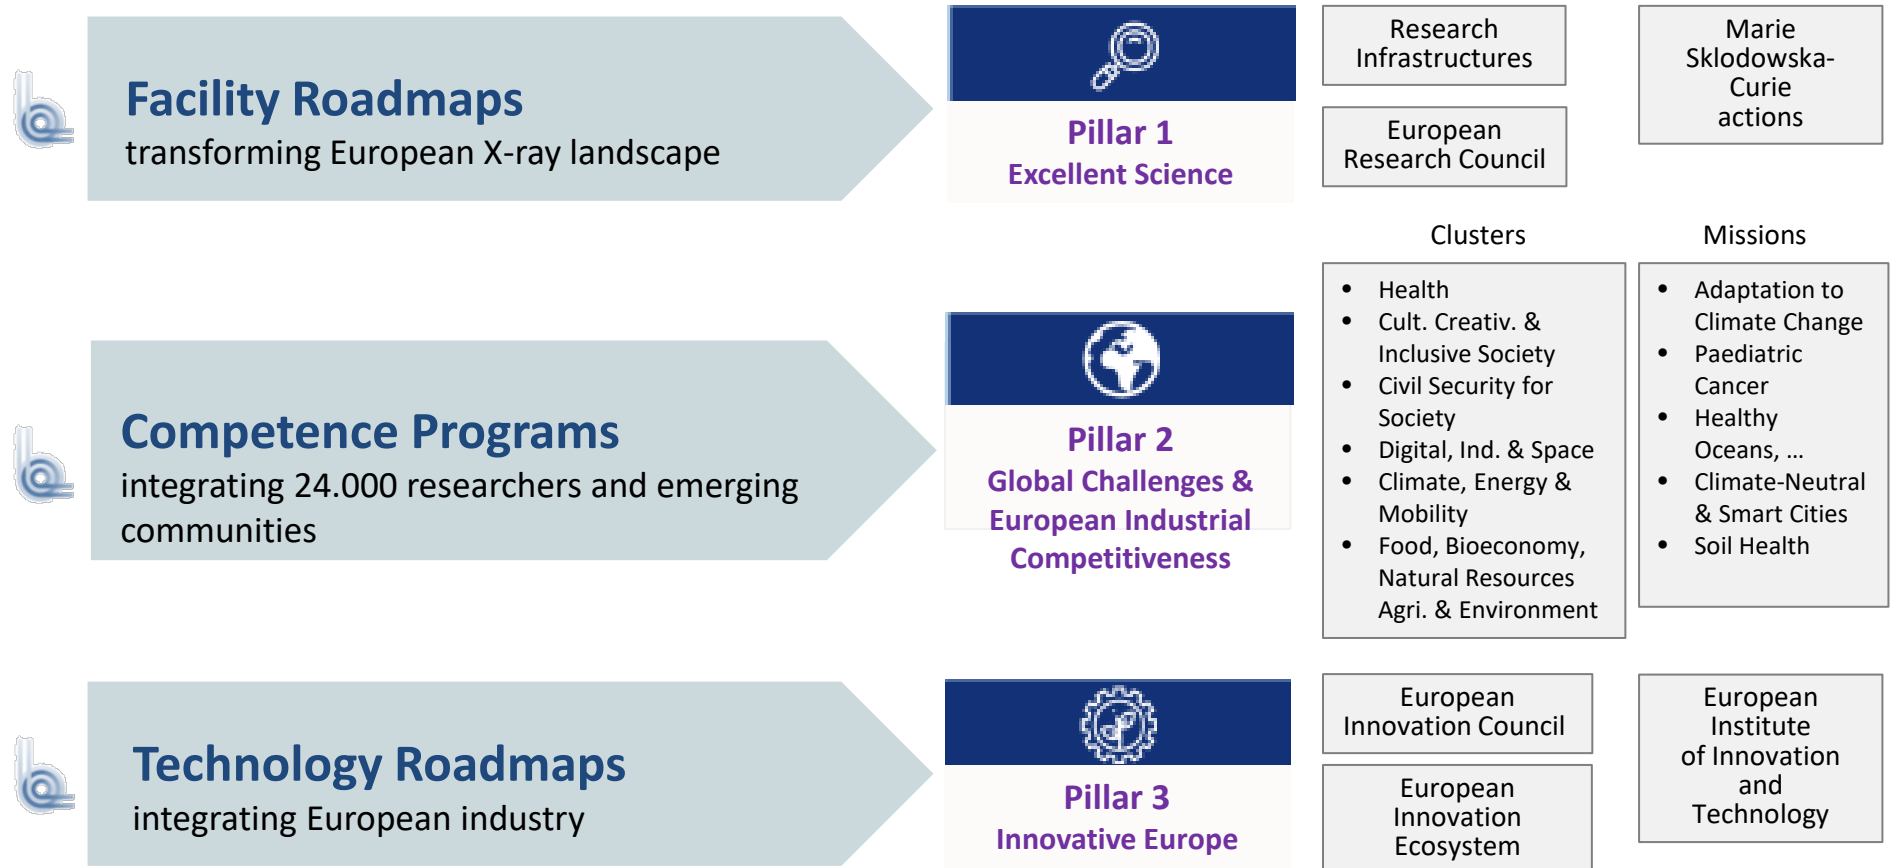 Facility Roadmaps
transforming European X-ray landscape
Pillar 1
Excellent Science
Research
Infrastructures
European
Research Council
Marie
Sklodowska-
Curie
actions
Competence Programs
integrating 24.000 researchers and emerging
communities
Pillar 2
Global Challenges &
European Industrial
Competitiveness
Clusters
• Health
• Cult. Creativ. &
Inclusive Society
• Civil Security for
Society
• Digital, Ind. & Space
• Climate, Energy &
Mobility
• Food, Bioeconomy,
Natural Resources
Agri. & Environment
Missions
• Adaptation to
Climate Change
• Paediatric
Cancer
• Healthy
Oceans, ...
• Climate-Neutral
& Smart Cities
• Soil Health
Technology Roadmaps
integrating European industry
Pillar 3
Innovative Europe
European
Innovation Council
European
Innovation
Ecosystem
European
Institute
of Innovation
and
Technology